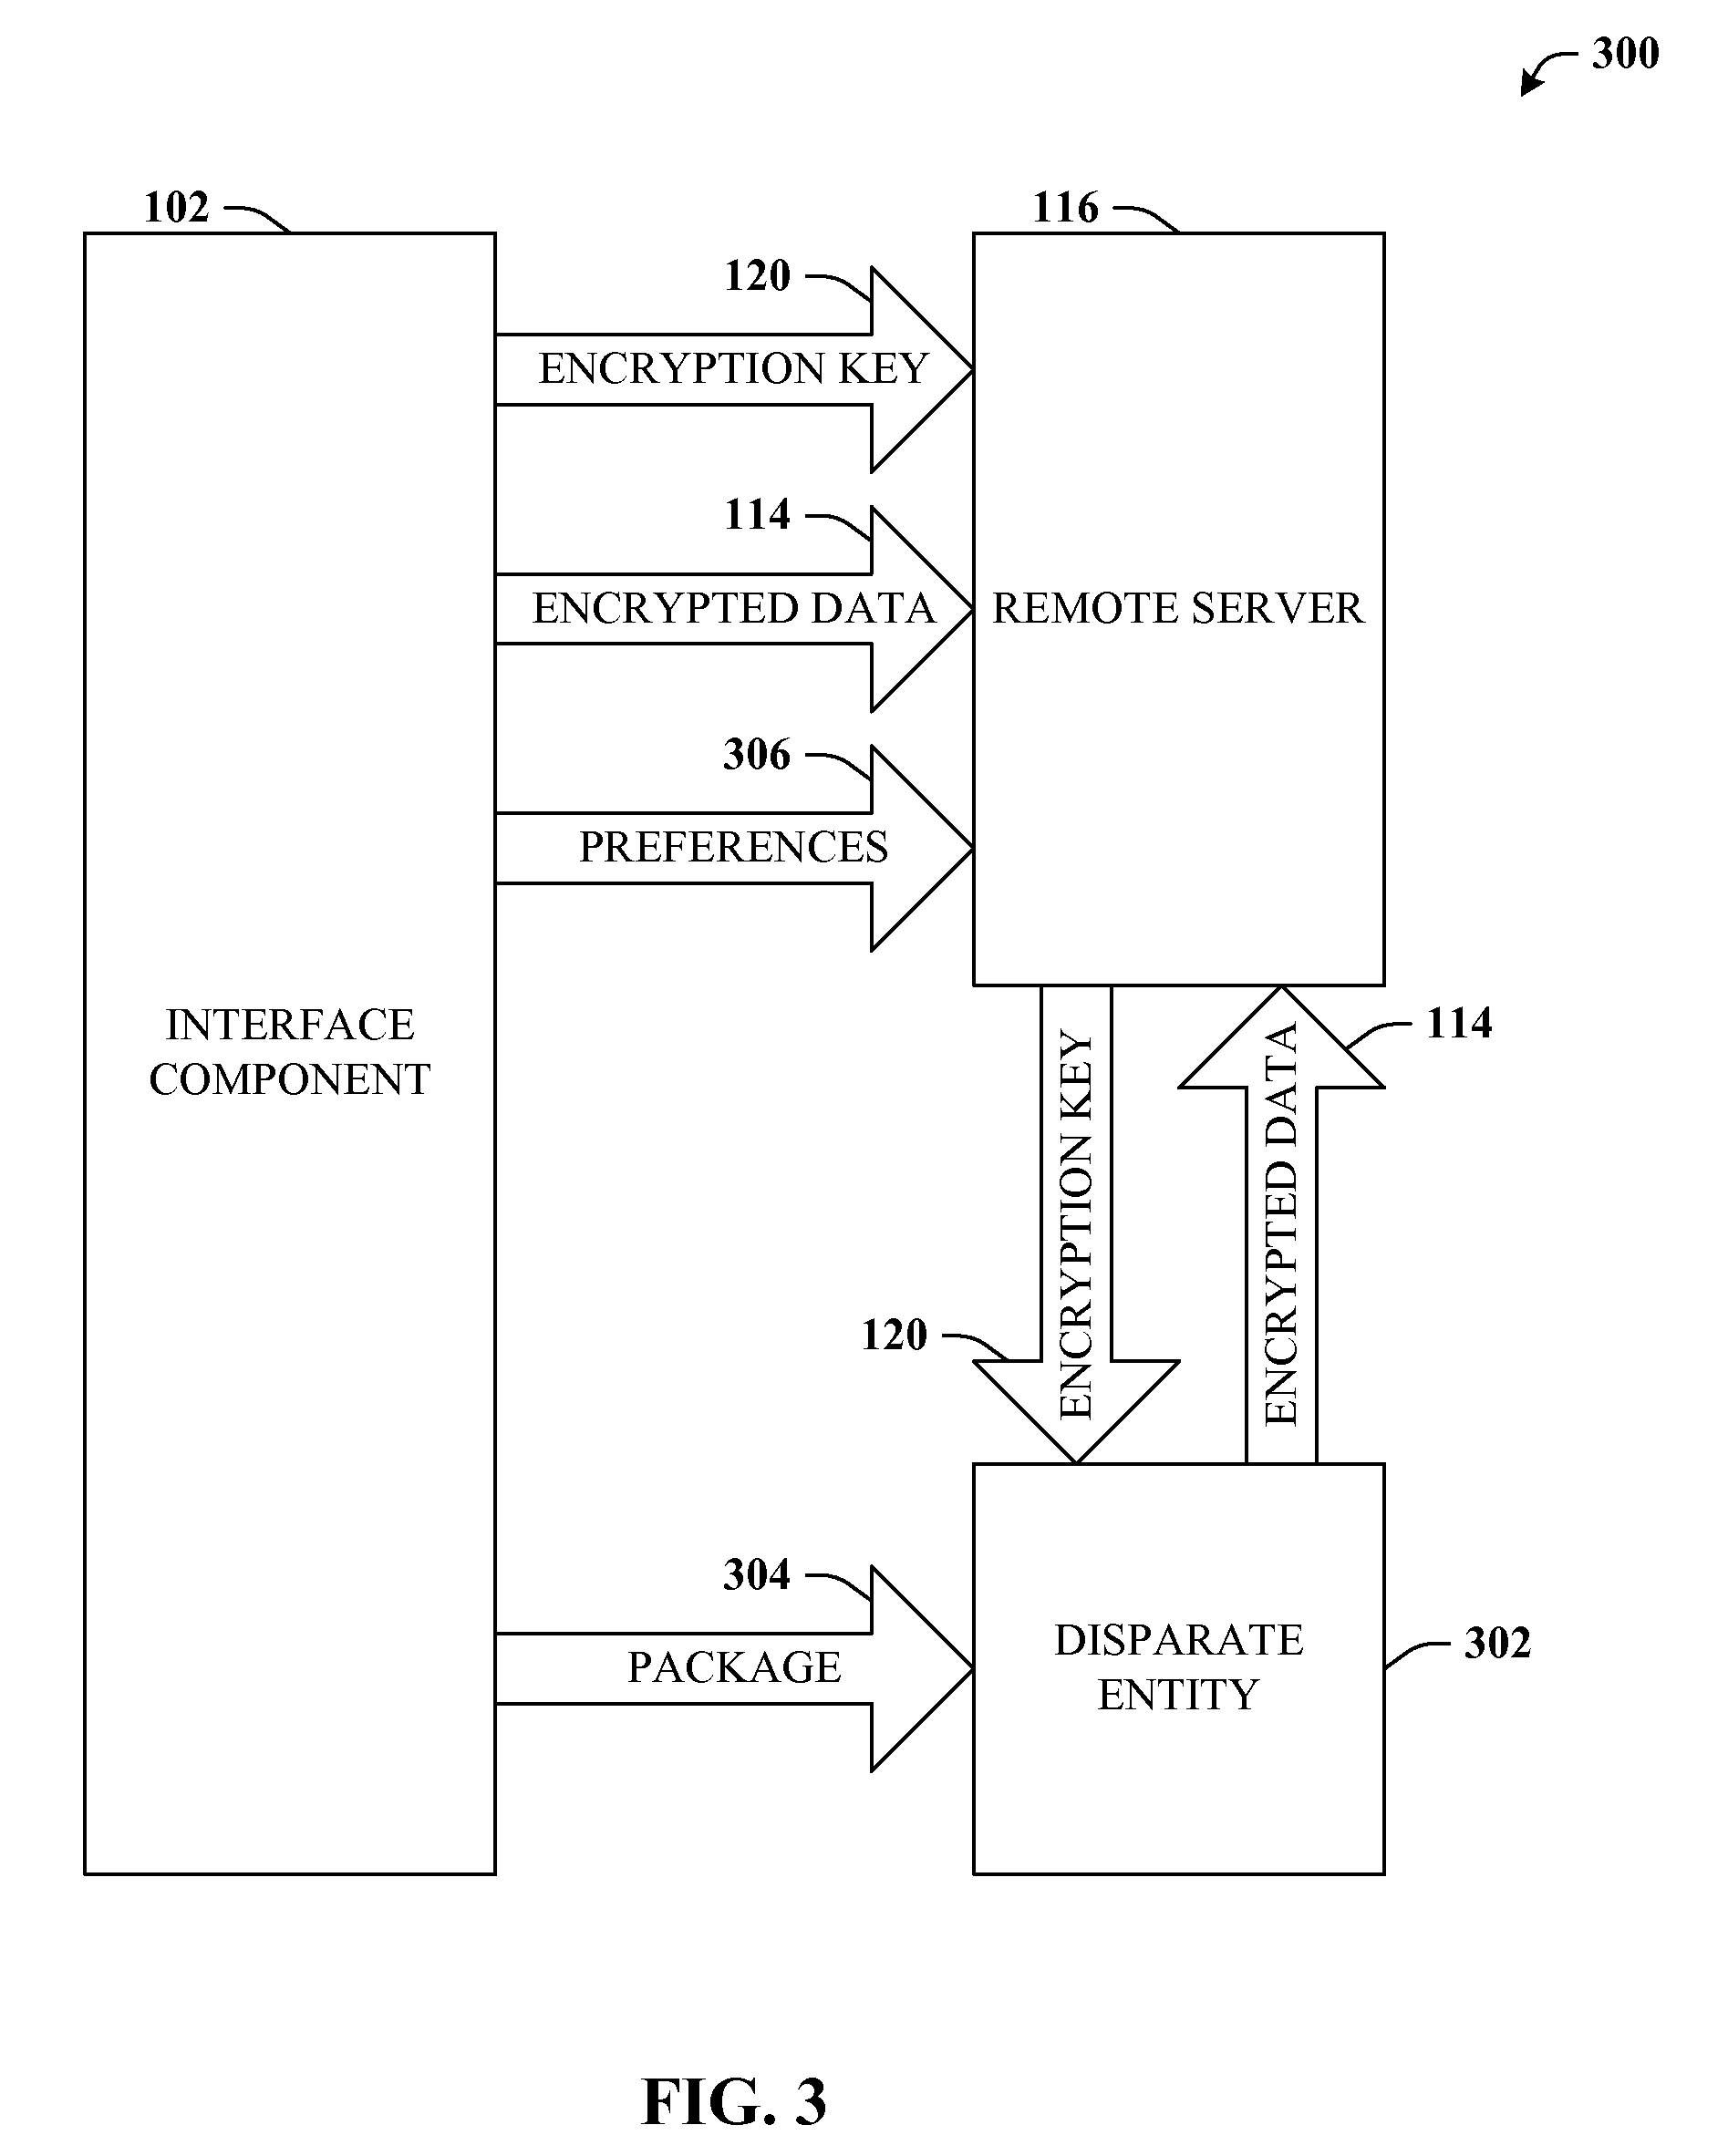 300
102
116
120
ENCRYPTION KEY
114
ENCRYPTED DATA
REMOTE SERVER
306
PREFERENCES
INTERFACE
COMPONENT
114
ENCRYPTION KEY
ENCRYPTED DATA
120
304
PACKAGE
DISPARATE
ENTITY
302
FIG. 3